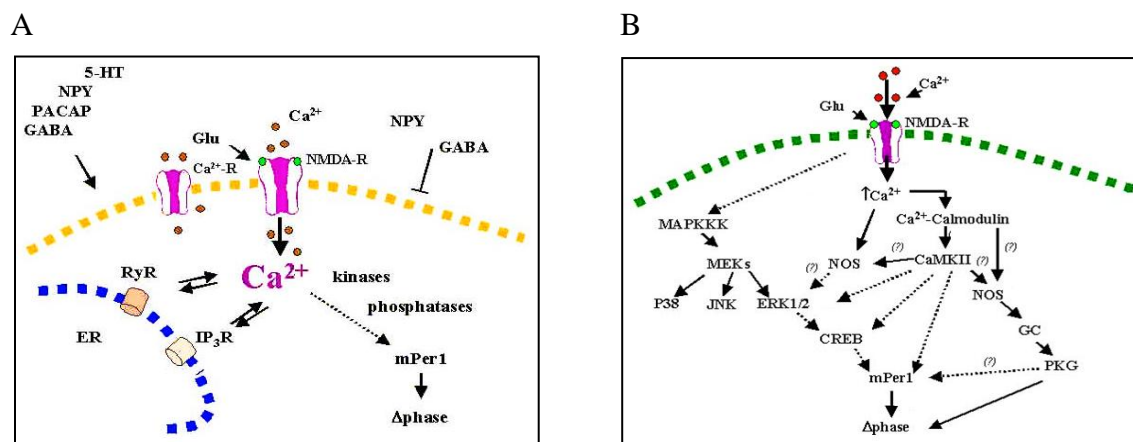 A
5-HT
NPY
PACAP
GABA
Ca²⁺
Glu
NPY
GABA
Ca²⁺-R
NMDA-R
Ca²⁺
kinases
phosphatases
RyR
IP₃R
ER
mPer1
Δphase
B
Ca²⁺
Glu
NMDA-R
↑Ca²⁺
Ca²⁺-Calmodulin
MAPKKK
(?)
(?)
MEKs
(?)
NOS
CaMKII
(?)
NOS
P38
JNK
ERK1/2
GC
CREB
(?)
PKG
mPer1
Δphase